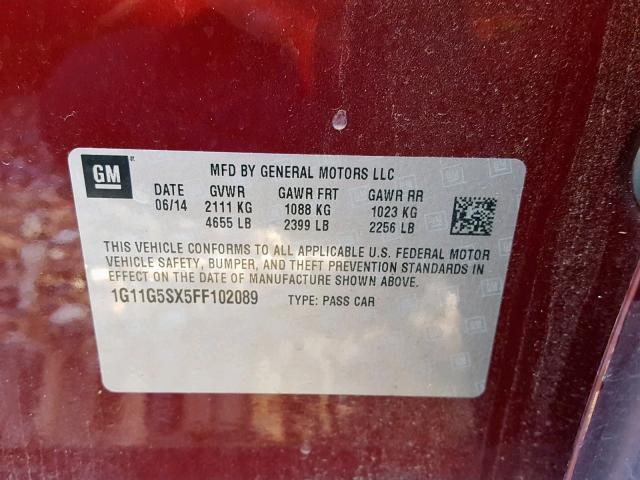 GM
MFD BY GENERAL MOTORS LLC
DATE GVWR GAWR FRT GAWR RR
06/14 2111 KG 1088 KG 1023 KG
4655 LB 2399 LB 2256 LB
THIS VEHICLE CONFORMS TO ALL APPLICABLE U.S. FEDERAL MOTOR
VEHICLE SAFETY, BUMPER, AND THEFT PREVENTION STANDARDS IN
EFFECT ON THE DATE OF MANUFACTURE SHOWN ABOVE.
1G11G5SX5FF102089 TYPE: PASS CAR